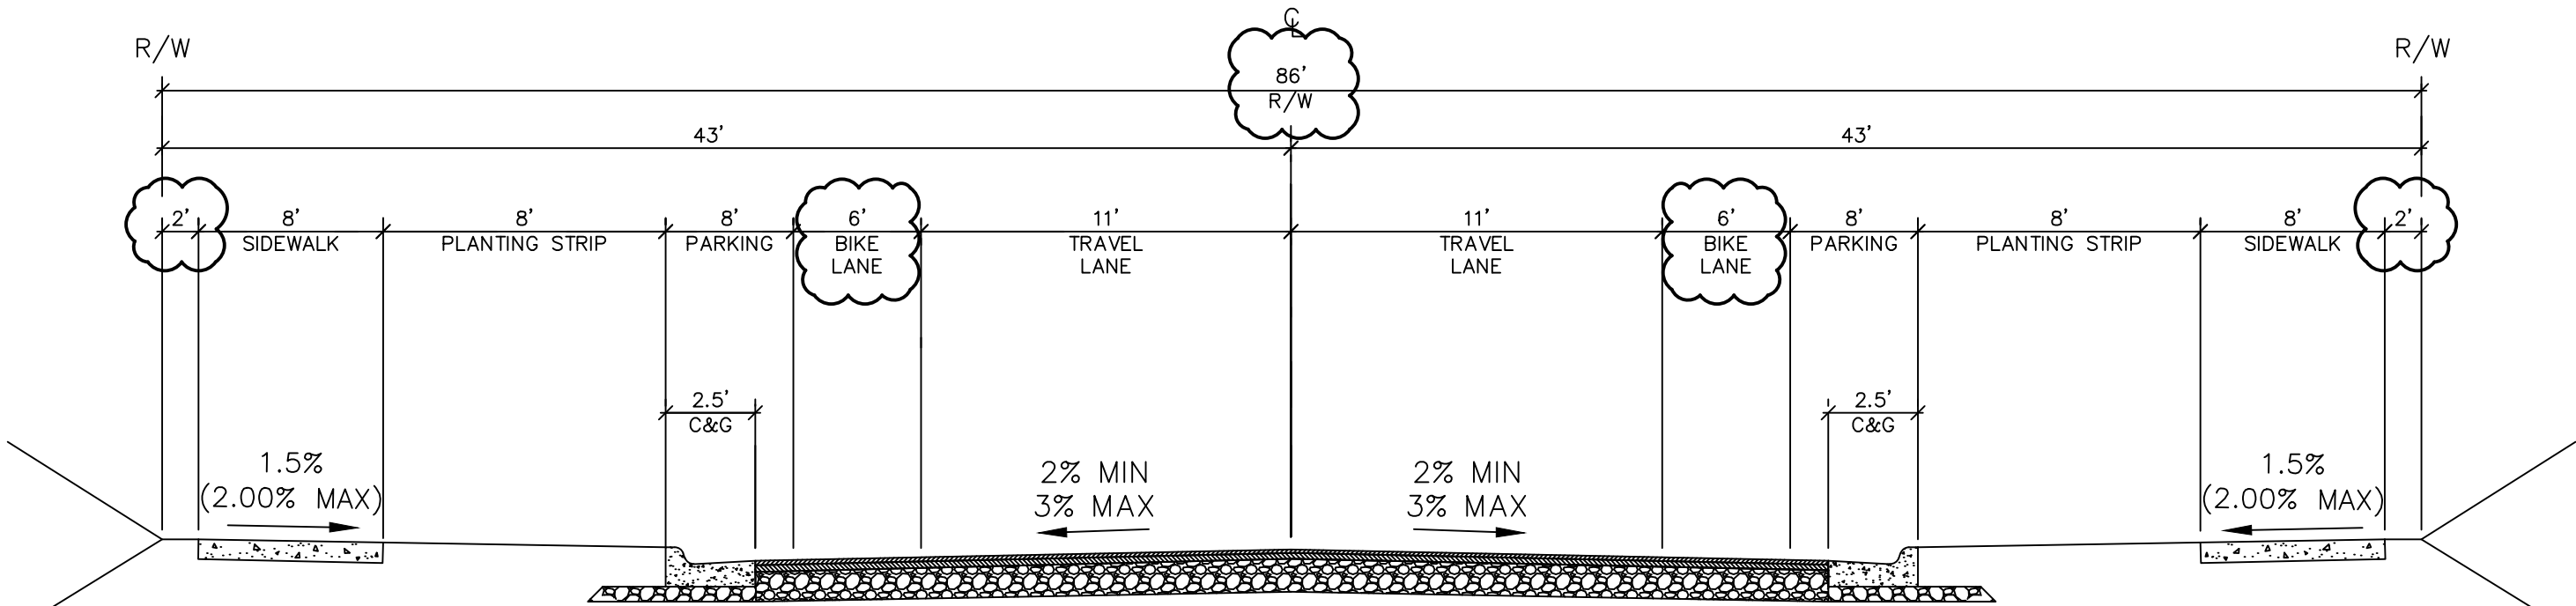 ℄
R/W
R/W
86'
R/W
43'
43'
2'
8'
SIDEWALK
8'
PLANTING STRIP
8'
PARKING
6'
BIKE
LANE
11'
TRAVEL
LANE
11'
TRAVEL
LANE
6'
BIKE
LANE
8'
PARKING
8'
PLANTING STRIP
8'
SIDEWALK
2'
2.5'
C&G
2.5'
C&G
1.5%
(2.00% MAX)
2% MIN
3% MAX
2% MIN
3% MAX
1.5%
(2.00% MAX)